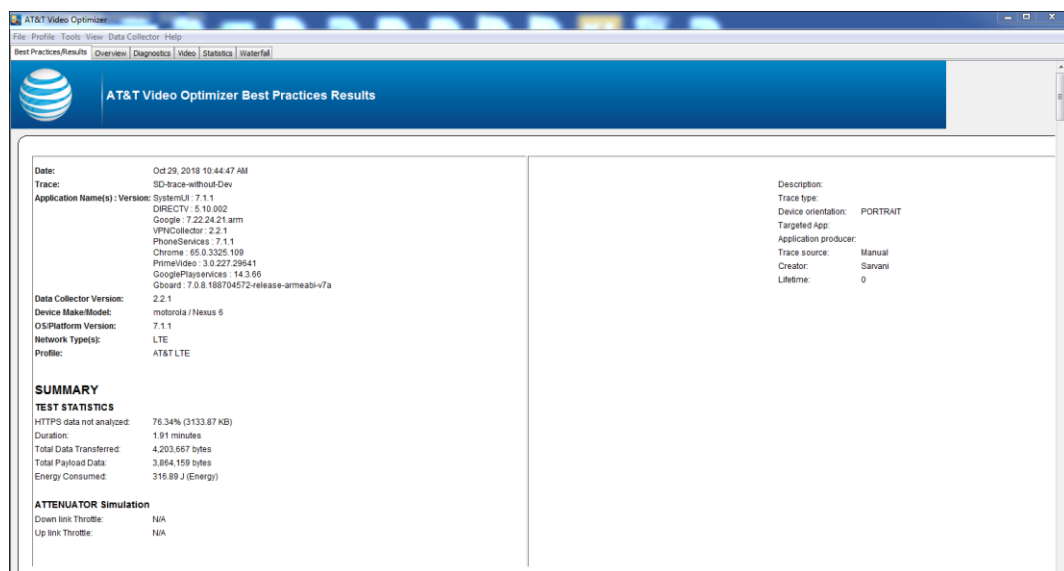 AT&T Video Optimizer
File Profile Tools View Data Collector Help
Best Practices/Results Overview Diagnostics Video Statistics Waterfall
AT&T Video Optimizer Best Practices Results
Date: Oct 29, 2018 10:44:47 AM
Trace: SD-trace-without-Dev
Application Name(s) : Version: SystemUI : 7.1.1
DIRECTV : 5.10.002
Google : 7.22.24.21.arm
VPNCollector : 2.2.1
PhoneServices : 7.1.1
Chrome : 65.0.3325.109
PrimeVideo : 3.0.227.29641
GooglePlayservices : 14.3.66
Gboard : 7.0.8.188704572-release-armeabi-v7a
Data Collector Version: 2.2.1
Device Make/Model: motorola / Nexus 6
OS/Platform Version: 7.1.1
Network Type(s): LTE
Profile: AT&T LTE
Description:
Trace type:
Device orientation: PORTRAIT
Targeted App:
Application producer:
Trace source: Manual
Creator: Sarvani
Lifetime: 0
SUMMARY
TEST STATISTICS
HTTPS data not analyzed: 76.34% (3133.87 KB)
Duration: 1.91 minutes
Total Data Transferred: 4,203,667 bytes
Total Payload Data: 3,864,159 bytes
Energy Consumed: 316.89 J (Energy)
ATTENUATOR Simulation
Down link Throttle: N/A
Up link Throttle: N/A